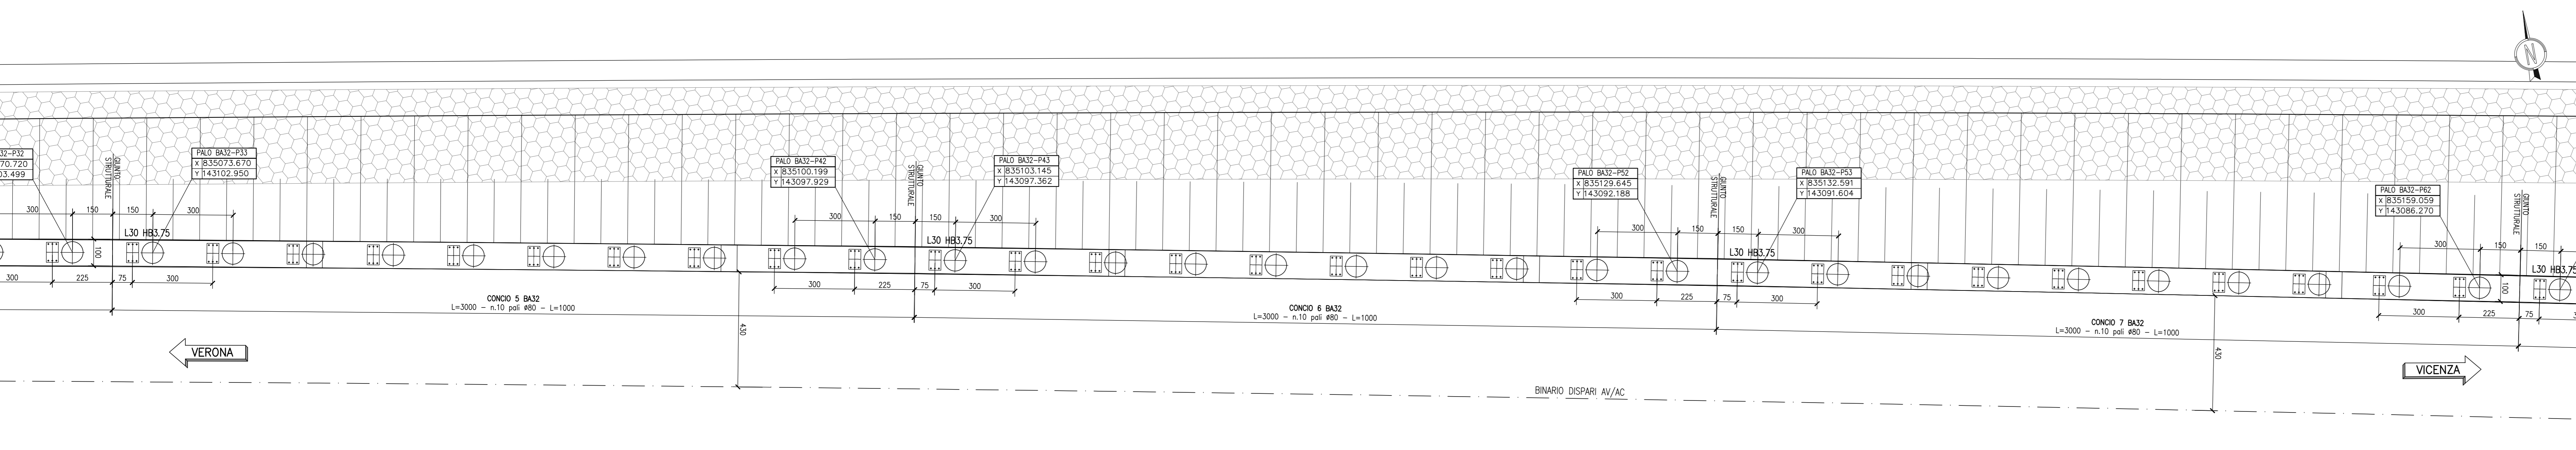 N
32-P32
70.720
03.499
GIUNTO
STRUTTURALE
PALO BA32-P33
X 835073.670
Y 143102.950
PALO BA32-P42
X 835100.199
Y 143097.929
GIUNTO
STRUTTURALE
PALO BA32-P43
X 835103.145
Y 143097.362
PALO BA32-P52
X 835129.645
Y 143092.188
GIUNTO
STRUTTURALE
PALO BA32-P53
X 835132.591
Y 143091.604
PALO BA32-P62
X 835159.059
Y 143086.270
GIUNTO
STRUTTURALE
300 150 150 300
300 150 150 300
300 150 150 300
300 150 150
L30 HB3.75
L30 HB3.75
L30 HB3.75
L30 HB3.75
100
100
300 225 75 300
300 225 75 300
300 225 75 300
300 225 75
CONCIO 5 BA32
L=3000 - n.10 pali ø80 - L=1000
CONCIO 6 BA32
L=3000 - n.10 pali ø80 - L=1000
CONCIO 7 BA32
L=3000 - n.10 pali ø80 - L=1000
430
430
VERONA
VICENZA
BINARIO DISPARI AV/AC